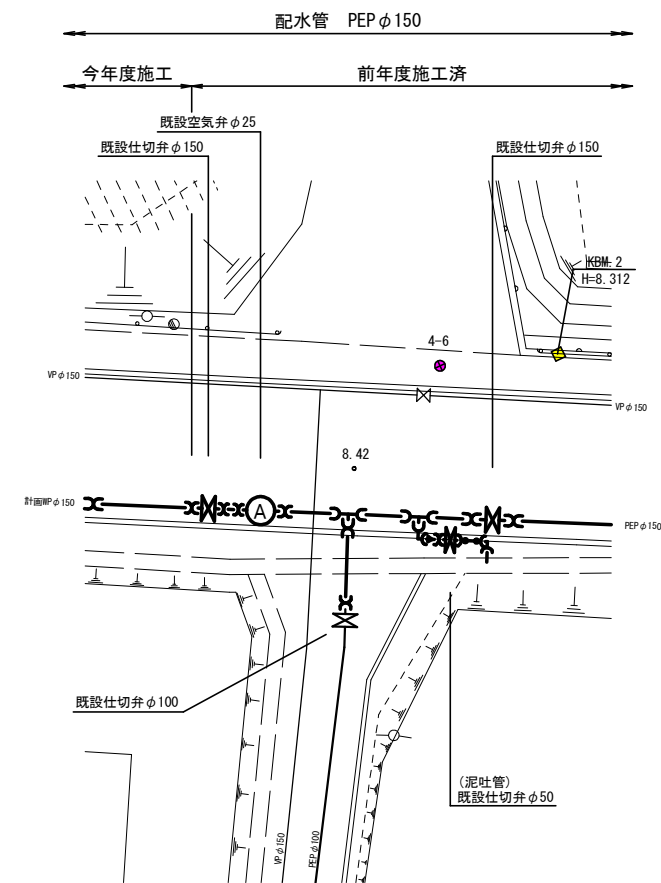 配水管 PEPφ150
今年度施工
前年度施工済
既設空気弁φ25
既設仕切弁φ150
既設仕切弁φ150
KBM.2
H=8.312
4-6
VPφ150
VPφ150
8.42
計画WPφ150
A
PEPφ150
既設仕切弁φ100
(泥吐管)
既設仕切弁φ50
VPφ150
PEPφ100